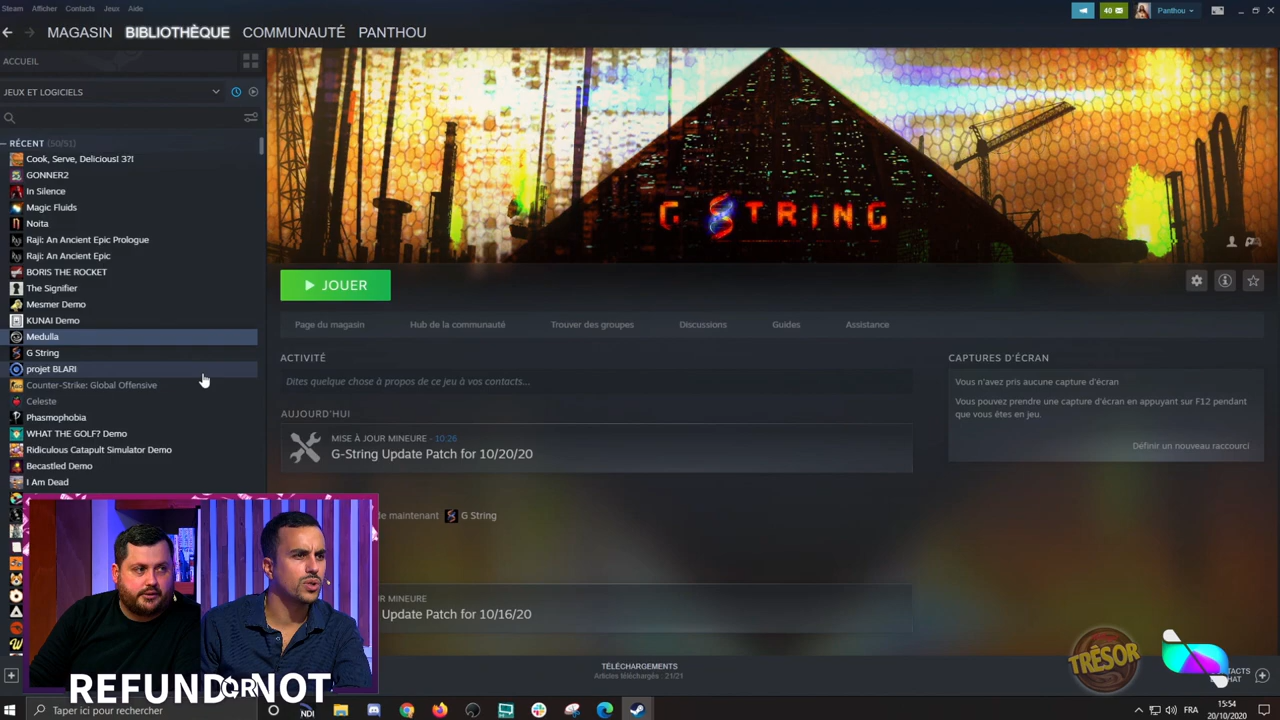 Steam Afficher Contacts Jeux Aide
40 Panthou
MAGASIN BIBLIOTHÈQUE COMMUNAUTÉ PANTHOU
ACCUEIL
JEUX ET LOGICIELS
RÉCENT (50/51)
Cook, Serve, Delicious! 3?!
GONNER2
In Silence
Magic Fluids
Noita
Raji: An Ancient Epic Prologue
Raji: An Ancient Epic
BORIS THE ROCKET
The Signifier
Mesmer Demo
KUNAI Demo
Medulla
G String
projet BLARI
Counter-Strike: Global Offensive
Celeste
Phasmophobia
WHAT THE GOLF? Demo
Ridiculous Catapult Simulator Demo
Becastled Demo
I Am Dead
G STRING
JOUER
Page du magasin Hub de la communauté Trouver des groupes Discussions Guides Assistance
ACTIVITÉ
Dites quelque chose à propos de ce jeu à vos contacts...
AUJOURD'HUI
MISE À JOUR MINEURE - 10:26
G-String Update Patch for 10/20/20
de maintenant G String
UR MINEURE
Update Patch for 10/16/20
CAPTURES D'ÉCRAN
Vous n'avez pris aucune capture d'écran
Vous pouvez prendre une capture d'écran en appuyant sur F12 pendant
que vous êtes en jeu.
Définir un nouveau raccourci
TÉLÉCHARGEMENTS
Articles téléchargés : 21/21
TRÉSOR
REFUND OR NOT
Taper ici pour rechercher
NDI
FRA
15:54
20/10/2020